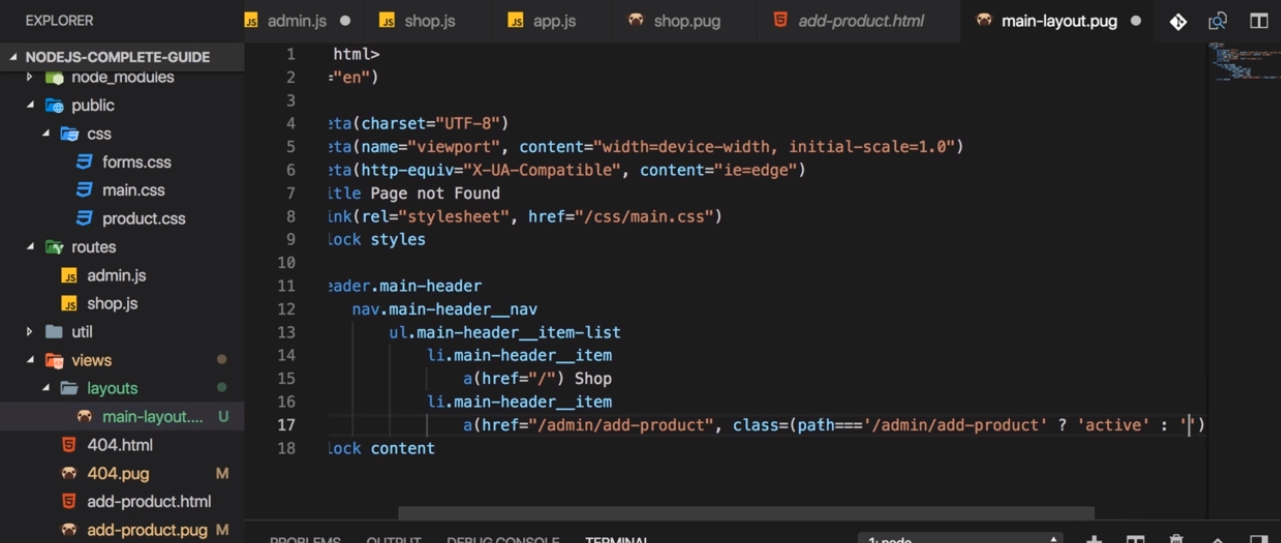 EXPLORER
NODEJS-COMPLETE-GUIDE
node_modules
public
css
forms.css
main.css
product.css
routes
JS admin.js
JS shop.js
util
views
layouts
main-layout.... U
404.html
404.pug M
add-product.html
add-product.pug M
JS admin.js
JS shop.js
JS app.js
shop.pug
add-product.html
main-layout.pug
1 html>
2 ="en")
3
4 eta(charset="UTF-8")
5 eta(name="viewport", content="width=device-width, initial-scale=1.0")
6 eta(http-equiv="X-UA-Compatible", content="ie=edge")
7 itle Page not Found
8 ink(rel="stylesheet", href="/css/main.css")
9 lock styles
10
11 eader.main-header
12 nav.main-header__nav
13 ul.main-header__item-list
14 li.main-header__item
15 a(href="/") Shop
16 li.main-header__item
17 a(href="/admin/add-product", class=(path==='/admin/add-product' ? 'active' : '')
18 lock content
PROBLEMS OUTPUT DEBUG CONSOLE TERMINAL
1: node